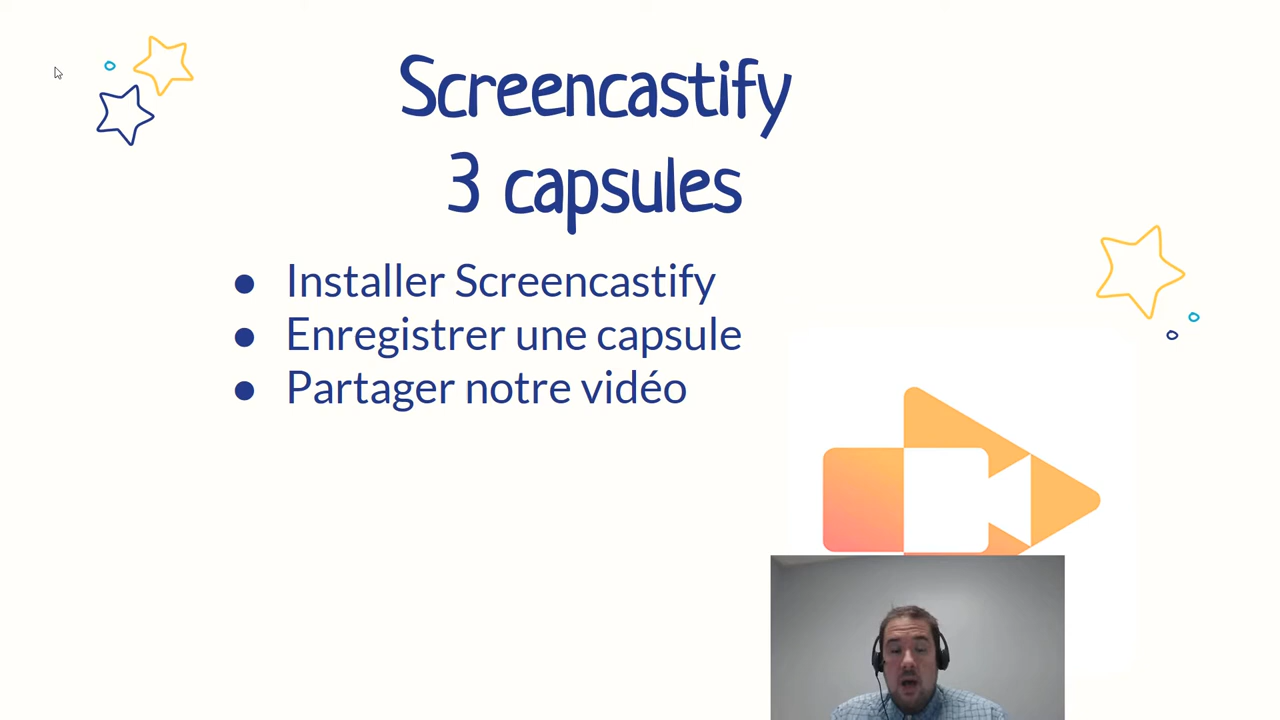 Screencastify
3 capsules
Installer Screencastify
Enregistrer une capsule
Partager notre vidéo